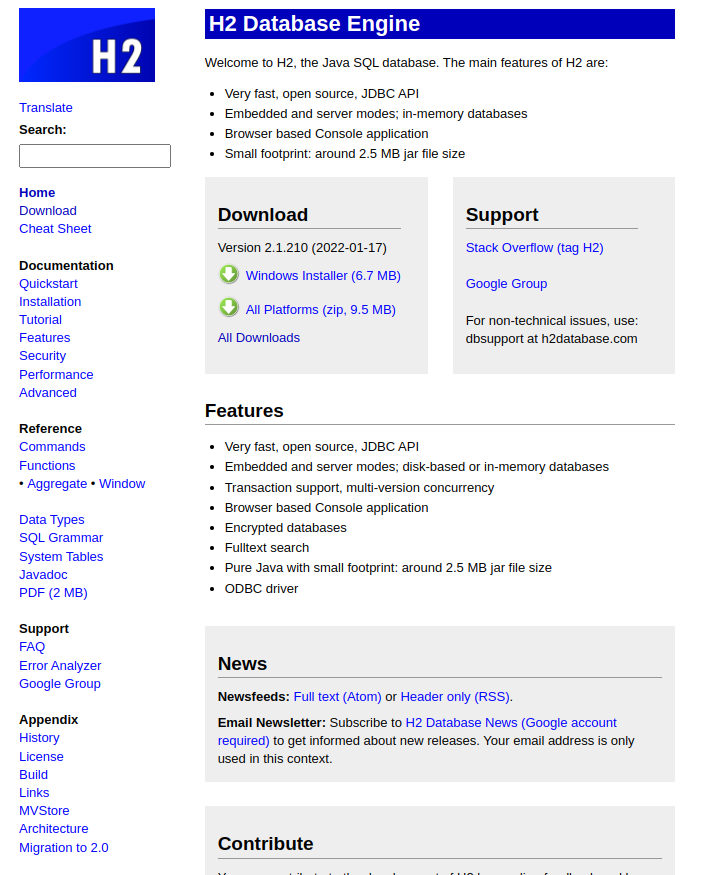 H2
Translate
Search:
Home
Download
Cheat Sheet
Documentation
Quickstart
Installation
Tutorial
Features
Security
Performance
Advanced
Reference
Commands
Functions
• Aggregate • Window
Data Types
SQL Grammar
System Tables
Javadoc
PDF (2 MB)
Support
FAQ
Error Analyzer
Google Group
Appendix
History
License
Build
Links
MVStore
Architecture
Migration to 2.0
H2 Database Engine
Welcome to H2, the Java SQL database. The main features of H2 are:
• Very fast, open source, JDBC API
• Embedded and server modes; in-memory databases
• Browser based Console application
• Small footprint: around 2.5 MB jar file size
Download
Version 2.1.210 (2022-01-17)
Windows Installer (6.7 MB)
All Platforms (zip, 9.5 MB)
All Downloads
Support
Stack Overflow (tag H2)
Google Group
For non-technical issues, use:
dbsupport at h2database.com
Features
• Very fast, open source, JDBC API
• Embedded and server modes; disk-based or in-memory databases
• Transaction support, multi-version concurrency
• Browser based Console application
• Encrypted databases
• Fulltext search
• Pure Java with small footprint: around 2.5 MB jar file size
• ODBC driver
News
Newsfeeds: Full text (Atom) or Header only (RSS).
Email Newsletter: Subscribe to H2 Database News (Google account
required) to get informed about new releases. Your email address is only
used in this context.
Contribute